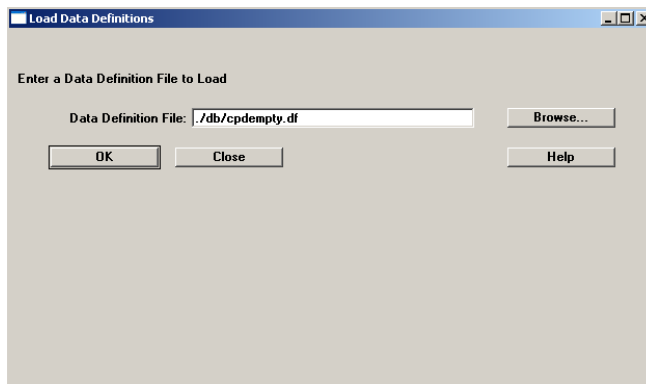 Load Data Definitions
Enter a Data Definition File to Load
Data Definition File: ./db/cpdempty.df Browse...
OK Close Help